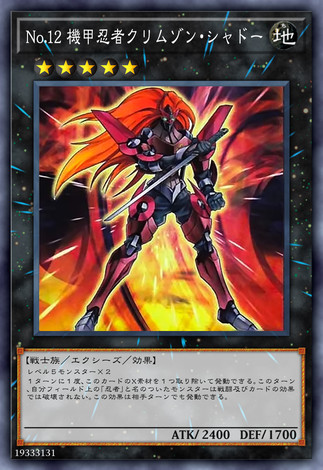 No.12 機甲忍者クリムゾン・シャドー
地
【戦士族／エクシーズ／効果】
レベル5モンスター×2
1ターンに1度、このカードのX素材を1つ取り除いて発動できる。このターン、
自分フィールド上の「忍者」と名のついたモンスターは戦闘及びカードの効果
では破壊されない。この効果は相手ターンでも発動できる。
ATK/ 2400 DEF/ 1700
19333131